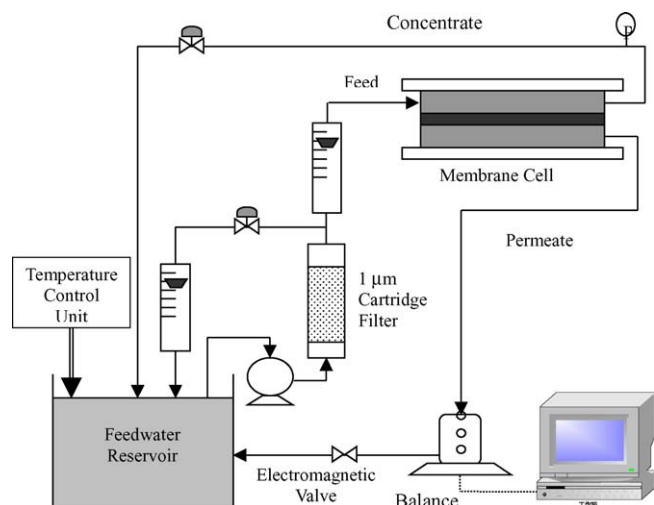 Concentrate
P
Feed
Membrane Cell
Permeate
1 μm
Cartridge
Filter
Temperature
Control
Unit
Feedwater
Reservoir
Electromagnetic
Valve
Balance